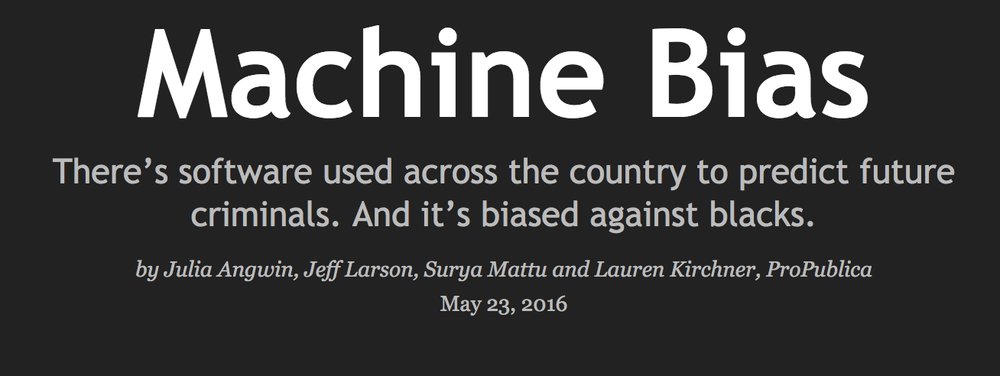 Machine Bias
There’s software used across the country to predict future
criminals. And it’s biased against blacks.
by Julia Angwin, Jeff Larson, Surya Mattu and Lauren Kirchner, ProPublica
May 23, 2016